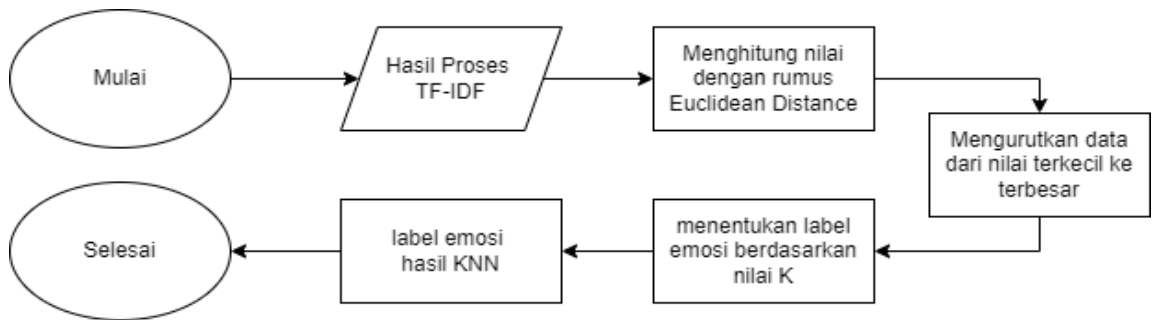 Mulai
Hasil Proses
TF-IDF
Menghitung nilai
dengan rumus
Euclidean Distance
Mengurutkan data
dari nilai terkecil ke
terbesar
menentukan label
emosi berdasarkan
nilai K
label emosi
hasil KNN
Selesai